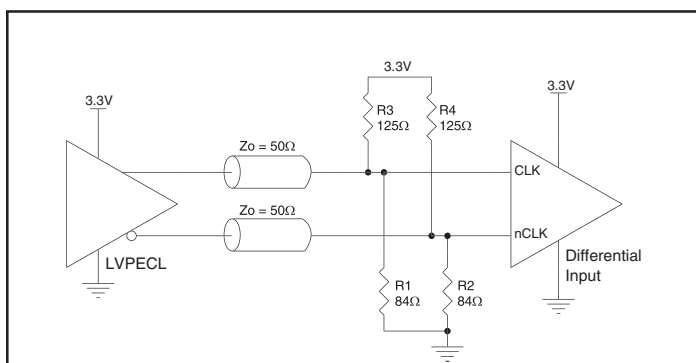 3.3V
3.3V
3.3V
R3
125Ω
R4
125Ω
Zo = 50Ω
CLK
Zo = 50Ω
nCLK
LVPECL
Differential
Input
R1
84Ω
R2
84Ω